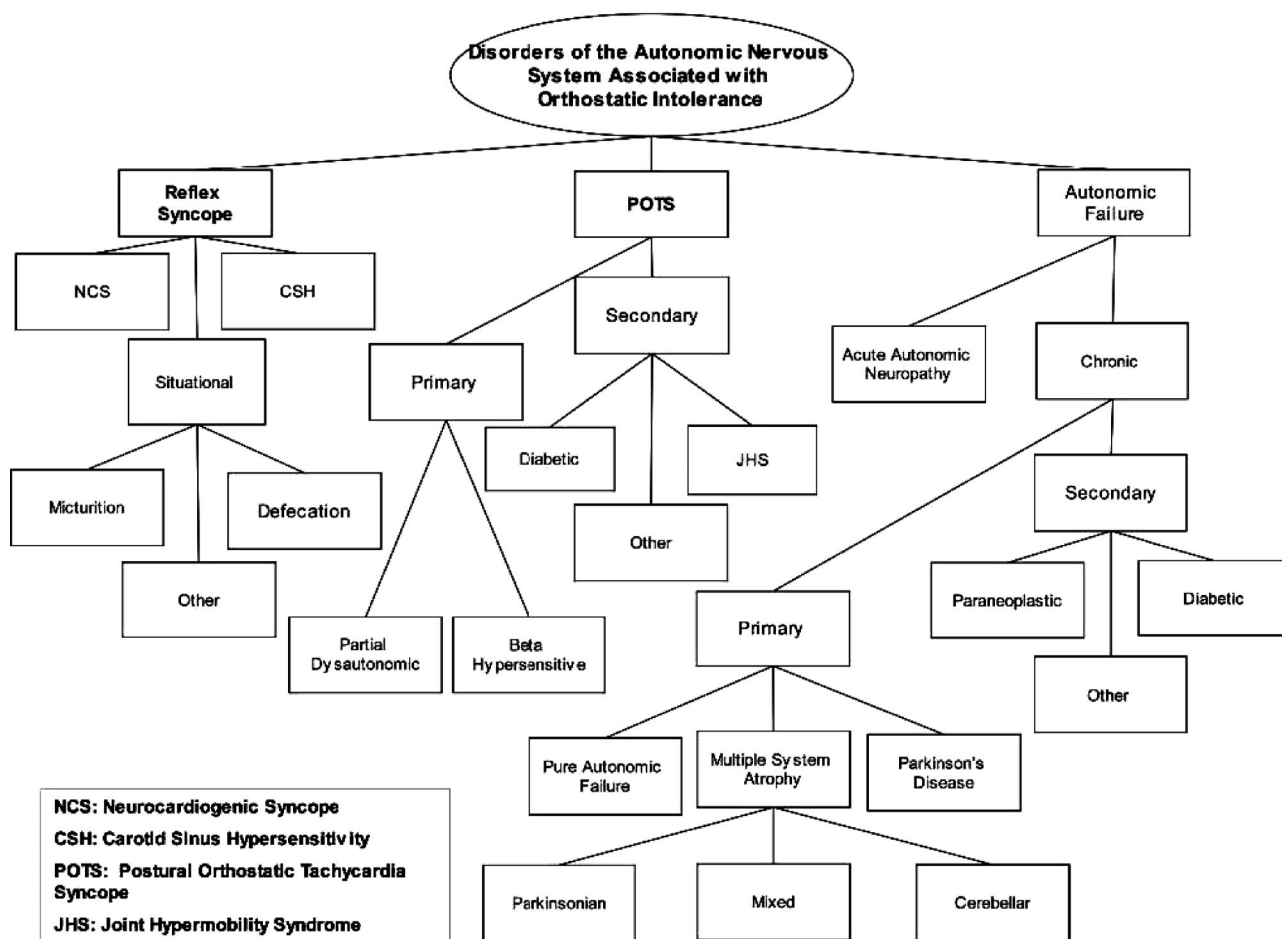 Disorders of the Autonomic Nervous
System Associated with
Orthostatic Intolerance
Reflex
Syncope
POTS
Autonomic
Failure
NCS
CSH
Secondary
Situational
Primary
Acute Autonomic
Neuropathy
Chronic
Micturition
Defecation
Diabetic
JHS
Secondary
Other
Other
Paraneoplastic
Diabetic
Partial
Dysautonomic
Beta
Hypersensitive
Primary
Other
Pure Autonomic
Failure
Multiple System
Atrophy
Parkinson's
Disease
Parkinsonian
Mixed
Cerebellar
NCS: Neurocardiogenic Syncope
CSH: Carotid Sinus Hypersensitivity
POTS: Postural Orthostatic Tachycardia
Syncope
JHS: Joint Hypermobility Syndrome